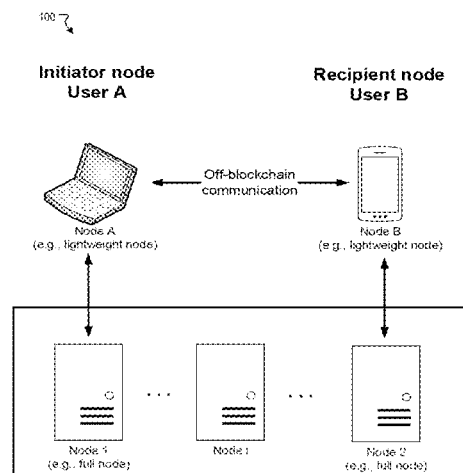 100
Initiator node
User A
Recipient node
User B
Off-blockchain
communication
Node A
(e.g., lightweight node)
Node B
(e.g., lightweight node)
. . .
. . .
Node 1
(e.g., full node)
Node i
Node 2
(e.g., full node)